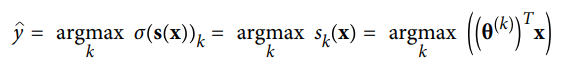 ŷ = argmax_k σ(𝐬(𝐱))_k = argmax_k s_k(𝐱) = argmax_k ((𝛉^(k))^T 𝐱)